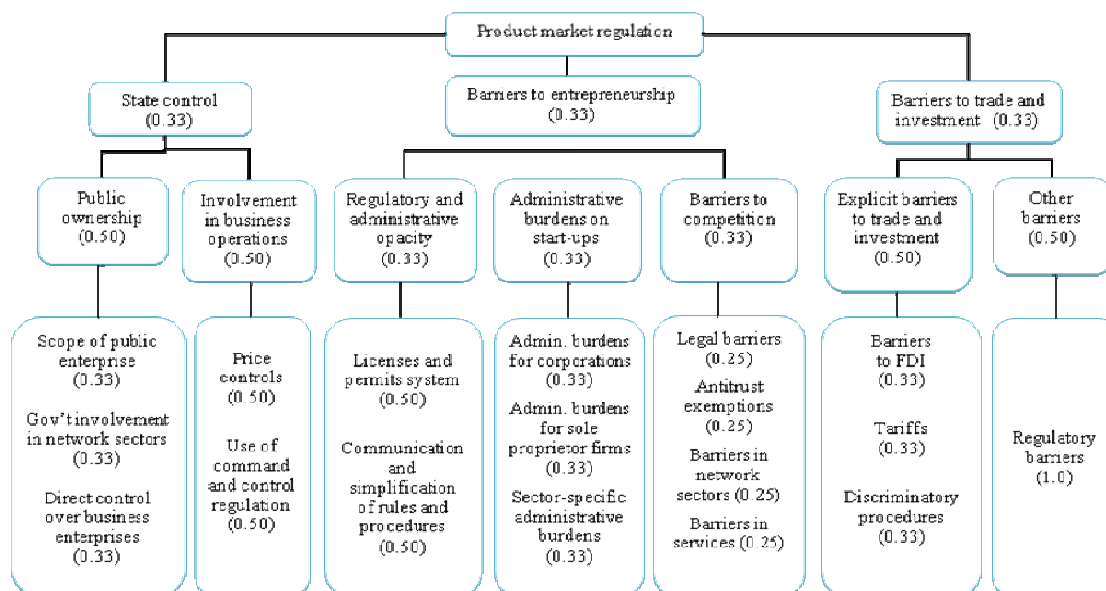 Product market regulation
State control
(0.33)
Barriers to entrepreneurship
(0.33)
Barriers to trade and
investment (0.33)
Public
ownership
(0.50)
Involvement
in business
operations
(0.50)
Regulatory and
administrative
opacity
(0.33)
Administrative
burdens on
start-ups
(0.33)
Barriers to
competition
(0.33)
Explicit barriers
to trade and
investment
(0.50)
Other
barriers
(0.50)
Scope of public
enterprise
(0.33)
Gov't involvement
in network sectors
(0.33)
Direct control
over business
enterprises
(0.33)
Price
controls
(0.50)
Use of
command
and control
regulation
(0.50)
Licenses and
permits system
(0.50)
Communication
and
simplification
of rules and
procedures
(0.50)
Admin. burdens
for corporations
(0.33)
Admin. burdens
for sole
proprietor firms
(0.33)
Sector-specific
administrative
burdens
(0.33)
Legal barriers
(0.25)
Antitrust
exemptions
(0.25)
Barriers in
network
sectors (0.25)
Barriers in
services (0.25)
Barriers
to FDI
(0.33)
Tariffs
(0.33)
Discriminatory
procedures
(0.33)
Regulatory
barriers
(1.0)